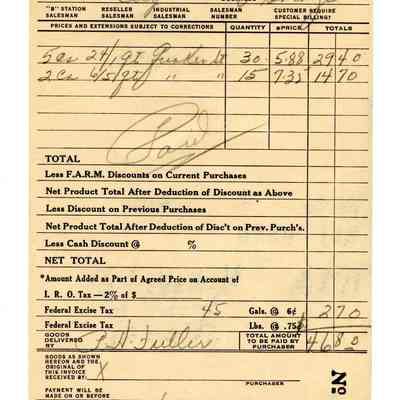 "B" STATION RESELLER INDUSTRIAL SALESMAN CUSTOMER REQUIRE
SALESMAN SALESMAN SALESMAN NUMBER SPECIAL BILLING?
PRICES AND EXTENSIONS SUBJECT TO CORRECTIONS QUANTITY @PRICE TOTALS
5 Cs 24/1 qt Quaker St 30 5.88 29 40
2 Cs 6/5/qt " " 15 7.35 14 70
Paid
TOTAL
Less F.A.R.M. Discounts on Current Purchases
Net Product Total After Deduction of Discount as Above
Less Discount on Previous Purchases
Net Product Total After Deduction of Disc't on Prev. Purch's.
Less Cash Discount @ %
NET TOTAL
*Amount Added as Part of Agreed Price on Account of
I. R. O. Tax—2% of $
Federal Excise Tax 45 Gals. @ 6¢ 2 70
Federal Excise Tax Lbs. @ .75¢
GOODS DELIVERED BY Fuller TOTAL AMOUNT TO BE PAID BY PURCHASER $ 46 80
GOODS AS SHOWN
HEREON AND THE
ORIGINAL OF
THIS INVOICE
RECEIVED BY: X
PURCHASER
PAYMENT WILL BE
MADE ON OR BEFORE
No